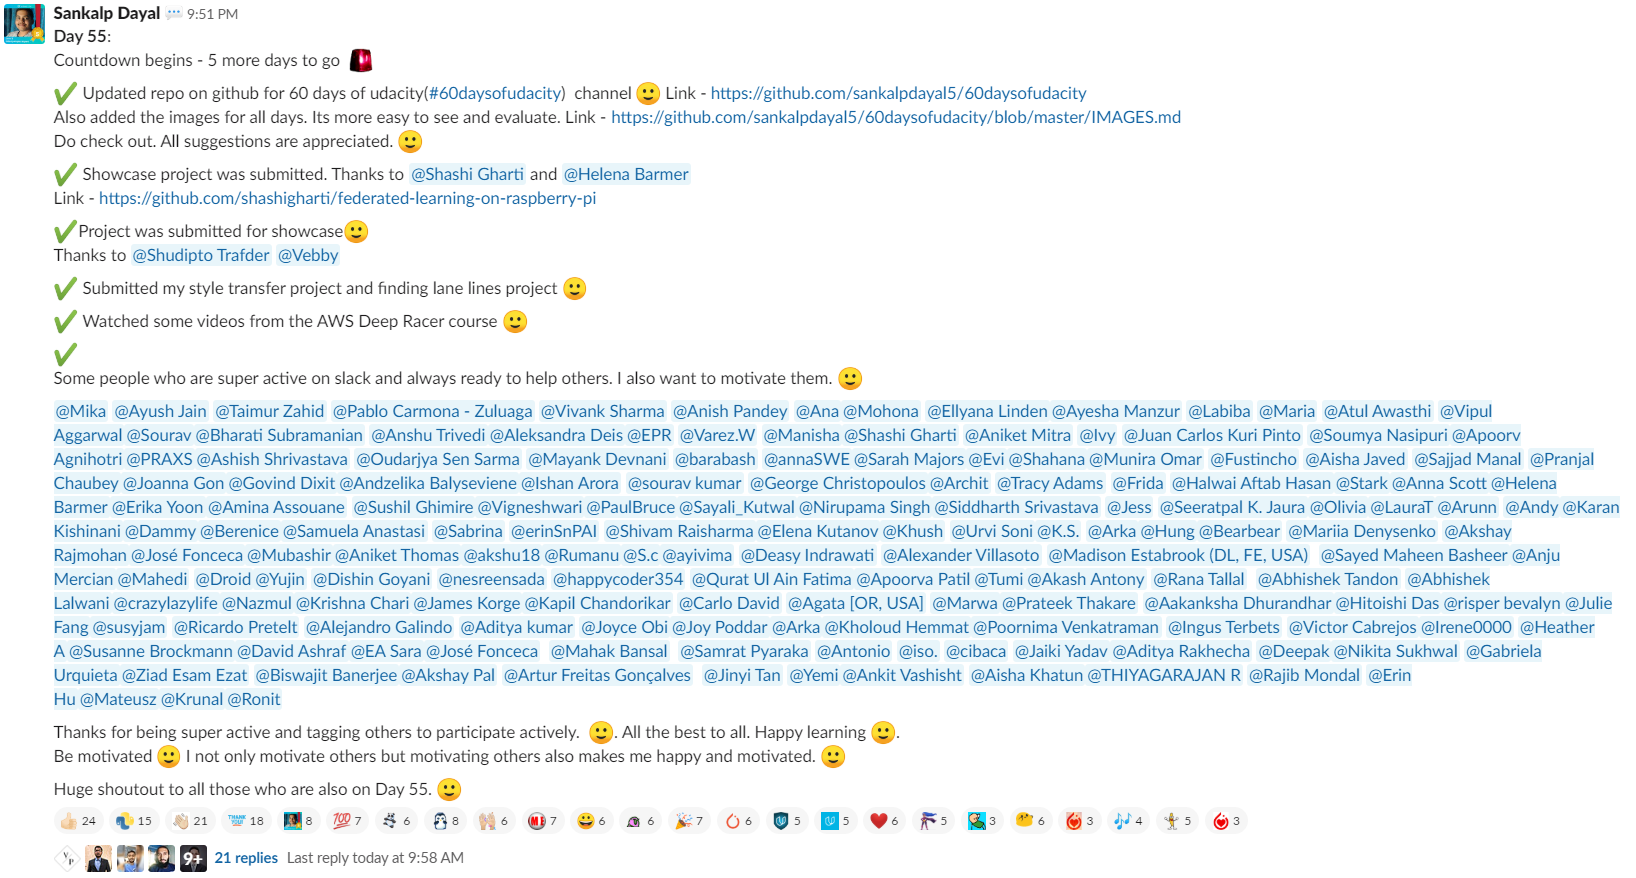 Sankalp Dayal 9:51 PM
Day 55:
Countdown begins - 5 more days to go
Updated repo on github for 60 days of udacity(#60daysofudacity) channel Link - https://github.com/sankalpdayal5/60daysofudacity
Also added the images for all days. Its more easy to see and evaluate. Link - https://github.com/sankalpdayal5/60daysofudacity/blob/master/IMAGES.md
Do check out. All suggestions are appreciated.
Showcase project was submitted. Thanks to @Shashi Gharti and @Helena Barmer
Link - https://github.com/shashigharti/federated-learning-on-raspberry-pi
Project was submitted for showcase
Thanks to @Shudipto Trafder @Vebby
Submitted my style transfer project and finding lane lines project
Watched some videos from the AWS Deep Racer course
Some people who are super active on slack and always ready to help others. I also want to motivate them.
@Mika @Ayush Jain @Taimur Zahid @Pablo Carmona - Zuluaga @Vivank Sharma @Anish Pandey @Ana @Mohona @Ellyana Linden @Ayesha Manzur @Labiba @Maria @Atul Awasthi @Vipul
Aggarwal @Sourav @Bharati Subramanian @Anshu Trivedi @Aleksandra Deis @EPR @Varez.W @Manisha @Shashi Gharti @Aniket Mitra @Ivy @Juan Carlos Kuri Pinto @Soumya Nasipuri @Apoorv
Agnihotri @PRAXS @Ashish Shrivastava @Oudarjya Sen Sarma @Mayank Devnani @barabash @annaSWE @Sarah Majors @Evi @Shahana @Munira Omar @Fustincho @Aisha Javed @Sajjad Manal @Pranjal
Chaubey @Joanna Gon @Govind Dixit @Andzelika Balyseviene @Ishan Arora @sourav kumar @George Christopoulos @Archit @Tracy Adams @Frida @Halwai Aftab Hasan @Stark @Anna Scott @Helena
Barmer @Erika Yoon @Amina Assouane @Sushil Ghimire @Vigneshwari @PaulBruce @Sayali_Kutwal @Nirupama Singh @Siddharth Srivastava @Jess @Seeratpal K. Jaura @Olivia @LauraT @Arunn @Andy @Karan
Kishinani @Dammy @Berenice @Samuela Anastasi @Sabrina @erinSnPAI @Shivam Raisharma @Elena Kutanov @Khush @Urvi Soni @K.S. @Arka @Hung @Bearbear @Mariia Denysenko @Akshay
Rajmohan @José Fonceca @Mubashir @Aniket Thomas @akshu18 @Rumanu @S.c @ayivima @Deasy Indrawati @Alexander Villasoto @Madison Estabrook (DL, FE, USA) @Sayed Maheen Basheer @Anju
Mercian @Mahedi @Droid @Yujin @Dishin Goyani @nesreensada @happycoder354 @Qurat Ul Ain Fatima @Apoorva Patil @Tumi @Akash Antony @Rana Tallal @Abhishek Tandon @Abhishek
Lalwani @crazylazylife @Nazmul @Krishna Chari @James Korge @Kapil Chandorikar @Carlo David @Agata [OR, USA] @Marwa @Prateek Thakare @Aakanksha Dhurandhar @Hitoishi Das @risper bevalyn @Julie
Fang @susyjam @Ricardo Pretelt @Alejandro Galindo @Aditya kumar @Joyce Obi @Joy Poddar @Arka @Kholoud Hemmat @Poornima Venkatraman @Ingus Terbets @Victor Cabrejos @Irene0000 @Heather
A @Susanne Brockmann @David Ashraf @EA Sara @José Fonceca @Mahak Bansal @Samrat Pyaraka @Antonio @iso. @cibaca @Jaiki Yadav @Aditya Rakhecha @Deepak @Nikita Sukhwal @Gabriela
Urquieta @Ziad Esam Ezat @Biswajit Banerjee @Akshay Pal @Artur Freitas Gonçalves @Jinyi Tan @Yemi @Ankit Vashisht @Aisha Khatun @THIYAGARAJAN R @Rajib Mondal @Erin
Hu @Mateusz @Krunal @Ronit
Thanks for being super active and tagging others to participate actively. . All the best to all. Happy learning .
Be motivated I not only motivate others but motivating others also makes me happy and motivated.
Huge shoutout to all those who are also on Day 55.
24 15 21 THANK YOU! 18 8 100 7 6 8 6 7 6 6 7 6 5 5 6 5 3 6 3 4 5 3
VP 9+ 21 replies Last reply today at 9:58 AM